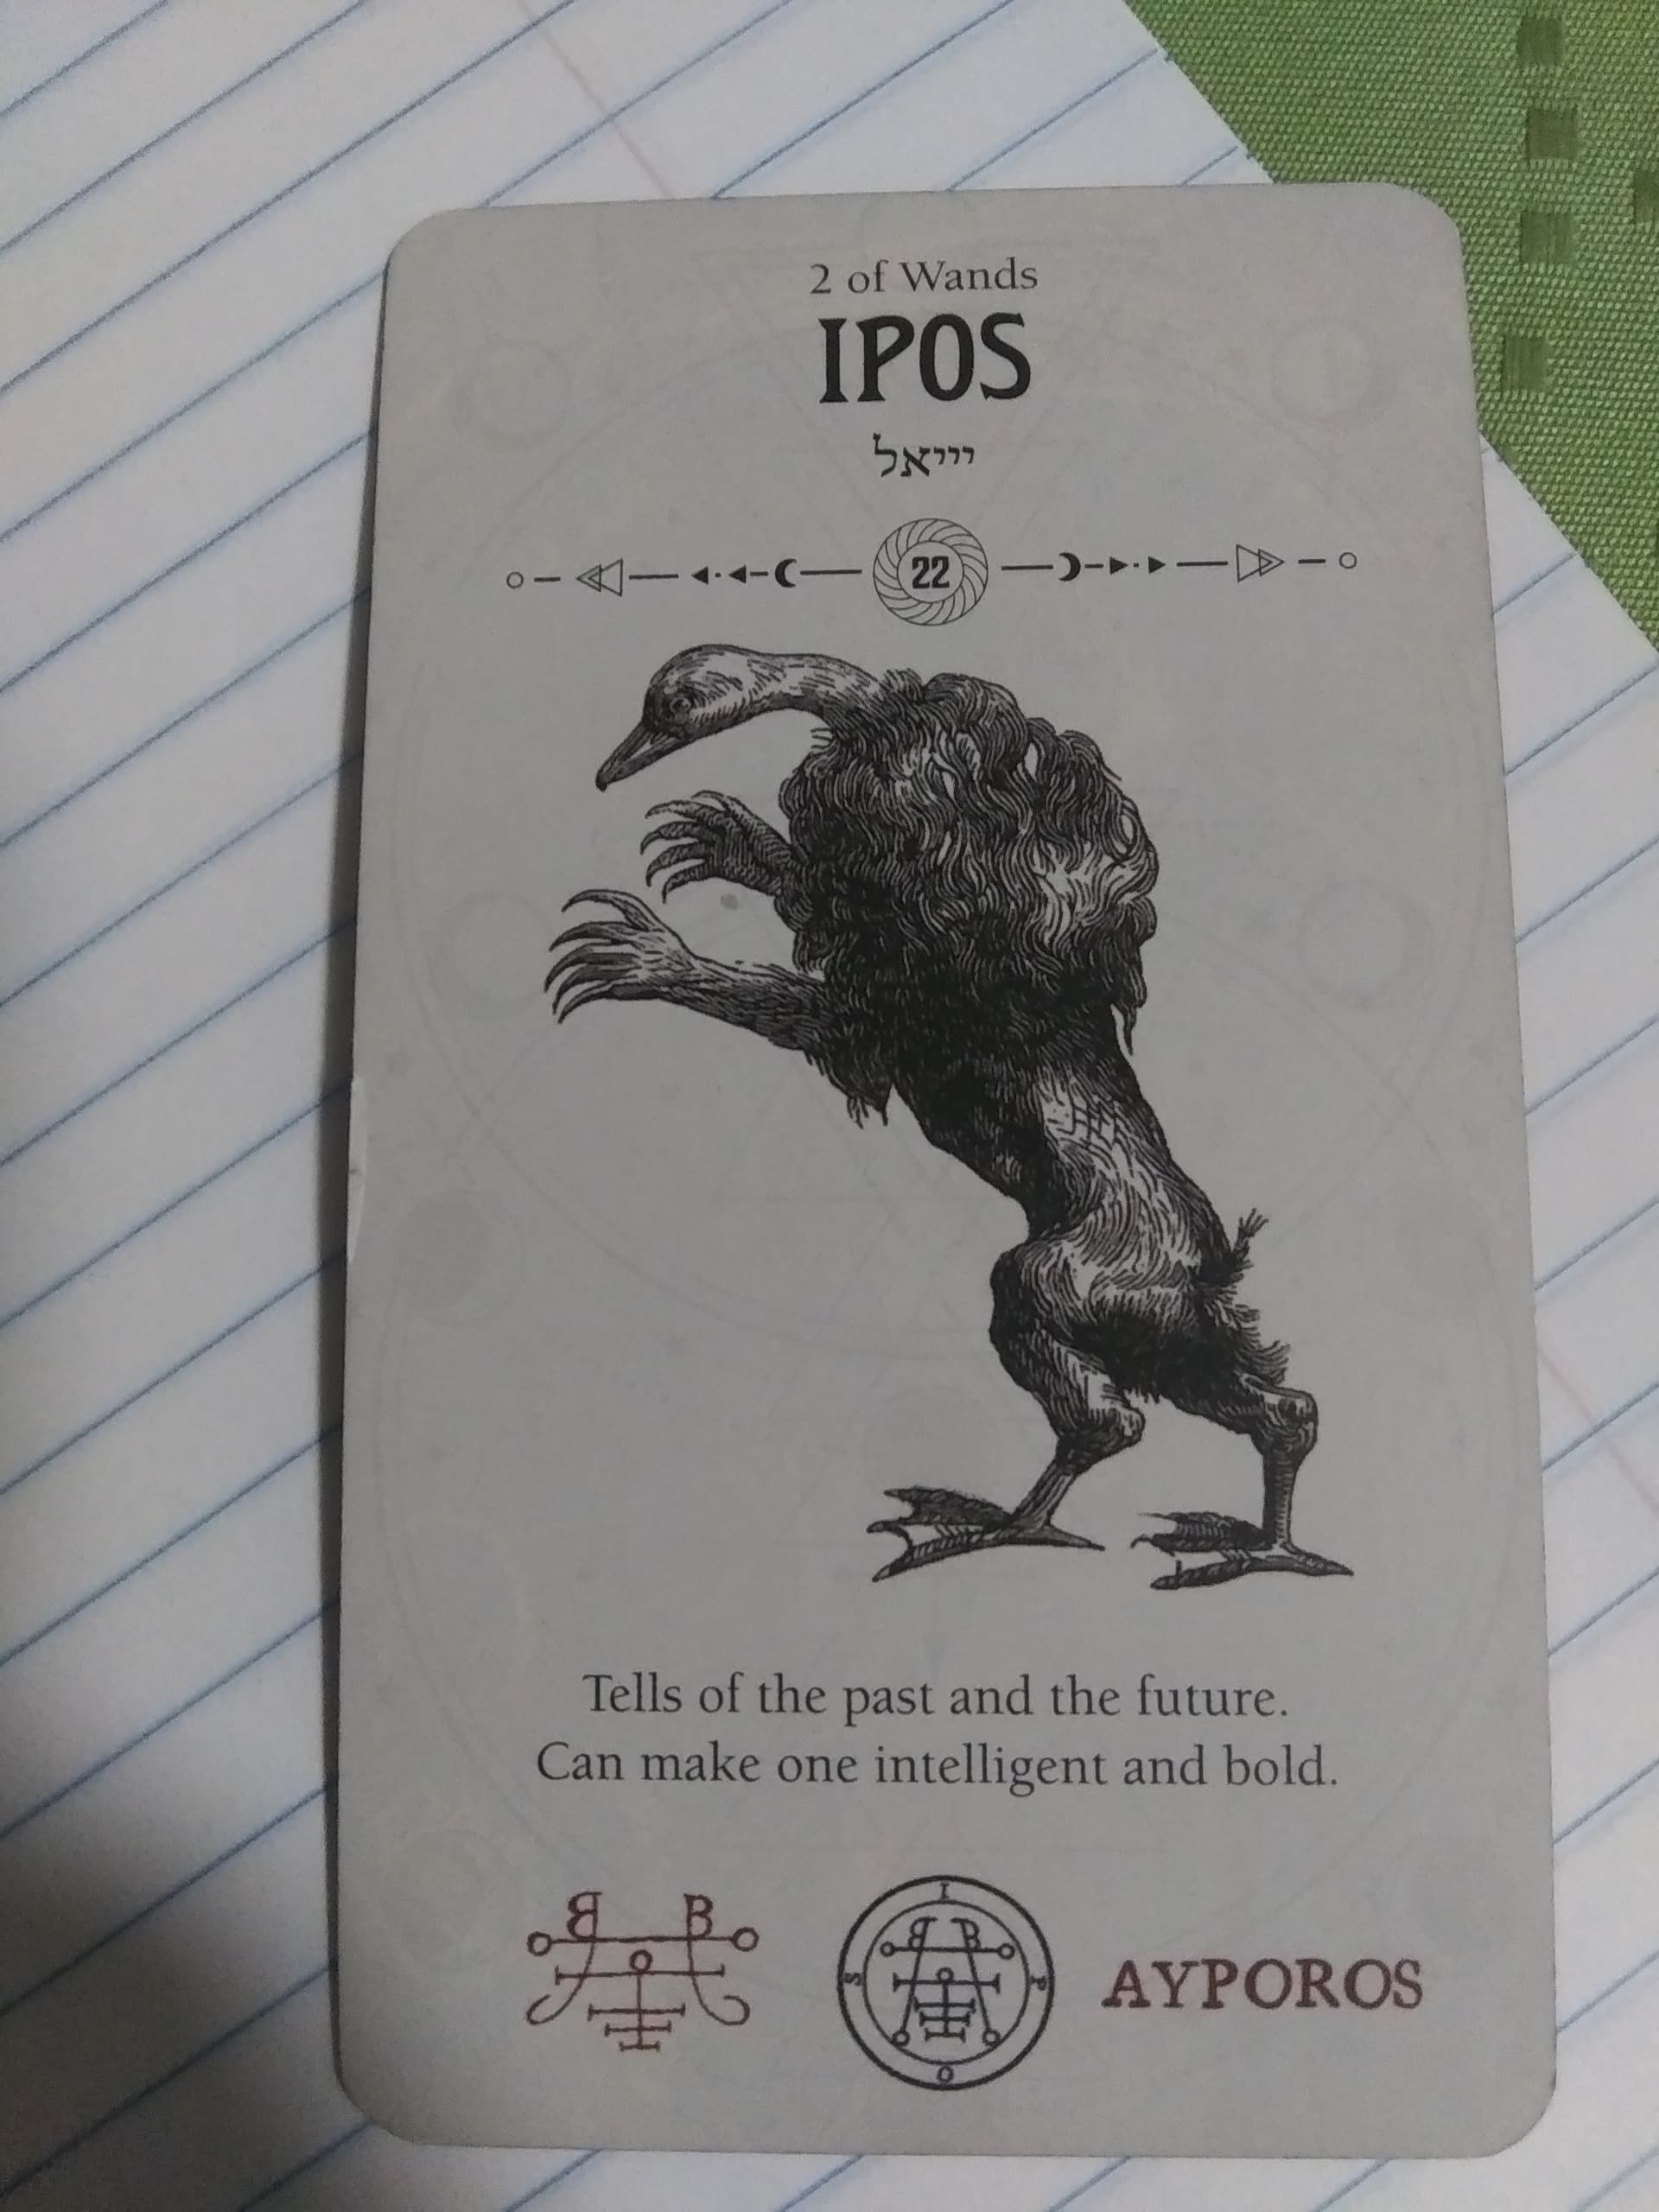 2 of Wands
IPOS
יייאל
22
Tells of the past and the future.
Can make one intelligent and bold.
B B
I P O S
B B
AYPOROS